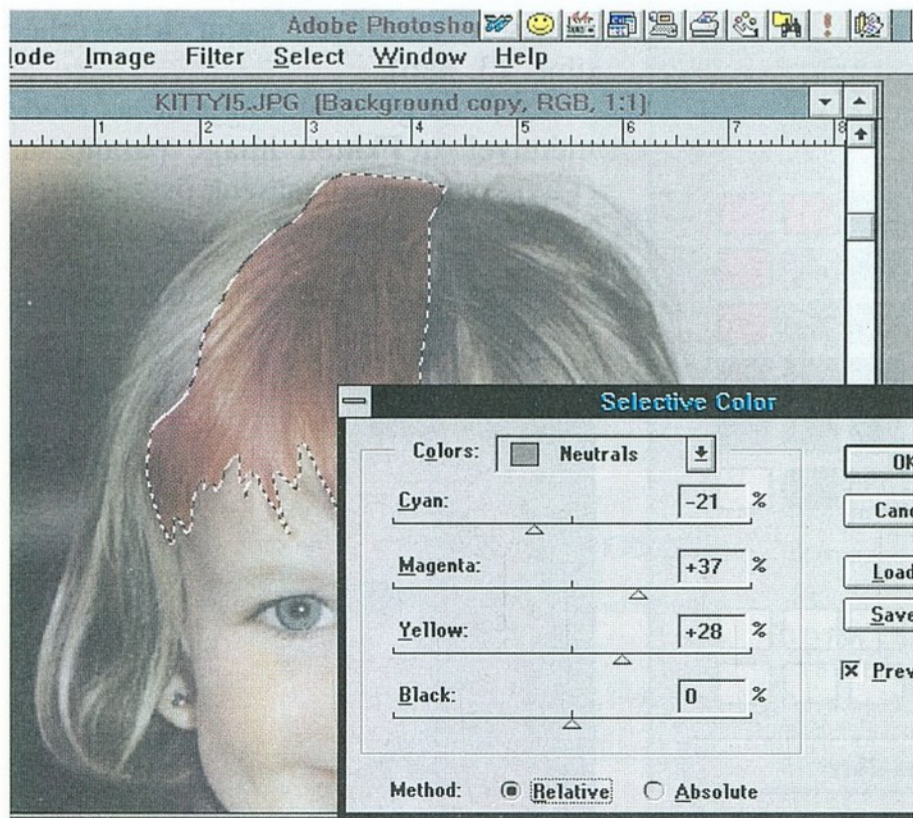 Adobe Photosho
ode Image Filter Select Window Help
KITTYI5.JPG (Background copy, RGB, 1:1)
1 2 3 4 5 6 7 8
Selective Color
Colors: Neutrals
OK
Cyan: -21 %
Canc
Magenta: +37 %
Load
Yellow: +28 %
Save
Prev
Black: 0 %
Method: Relative Absolute